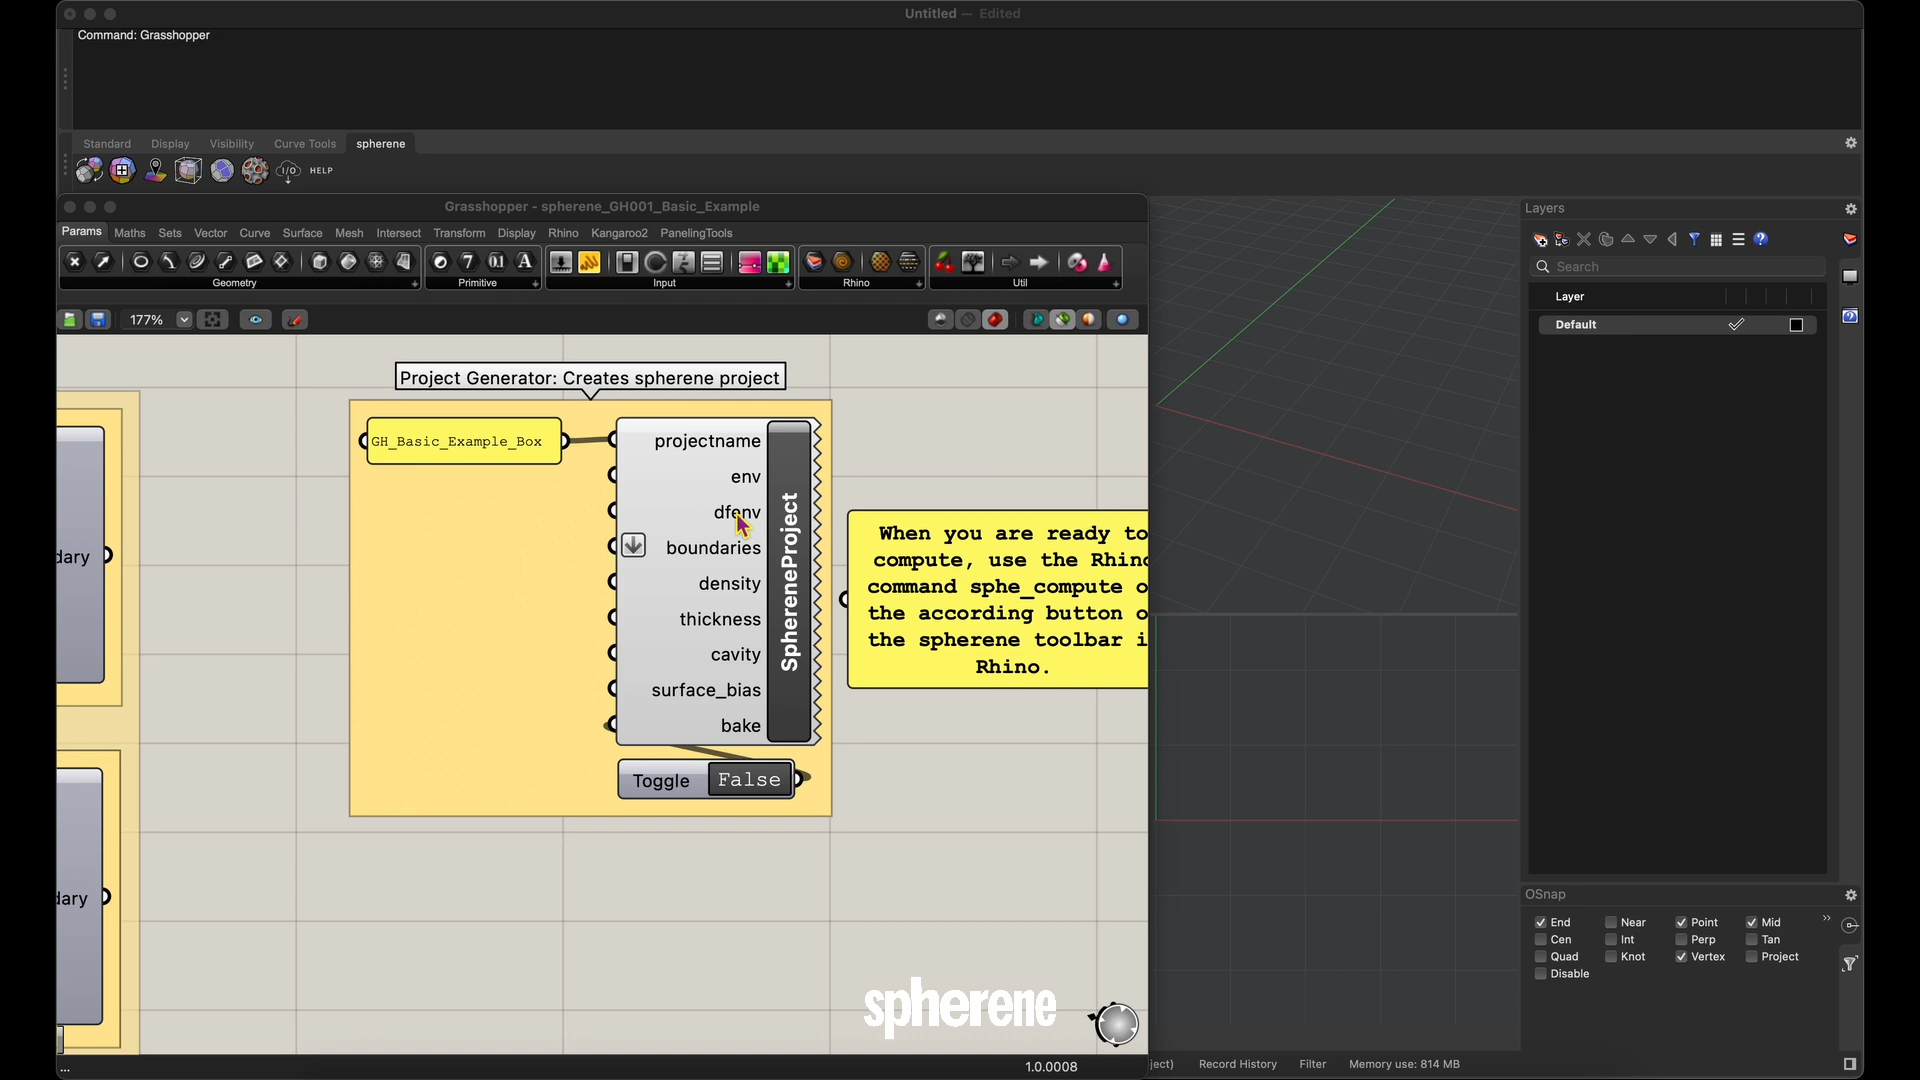 Untitled — Edited
Command: Grasshopper
Standard Display Visibility Curve Tools spherene
I/O HELP
Grasshopper - spherene_GH001_Basic_Example
Params Maths Sets Vector Curve Surface Mesh Intersect Transform Display Rhino Kangaroo2 PanelingTools
Geometry Primitive Input Rhino Util
177%
Project Generator: Creates spherene project
GH_Basic_Example_Box
projectname
env
dfenv
boundaries
density
thickness
cavity
surface_bias
bake
SphereneProject
Toggle False
dary
dary
When you are ready to
compute, use the Rhino
command sphe_compute o
the according button o
the spherene toolbar i
Rhino.
spherene
1.0.0008
...
Layers
Search
Layer
Default
OSnap
End Near Point Mid
Cen Int Perp Tan
Quad Knot Vertex Project
Disable
ject) Record History Filter Memory use: 814 MB